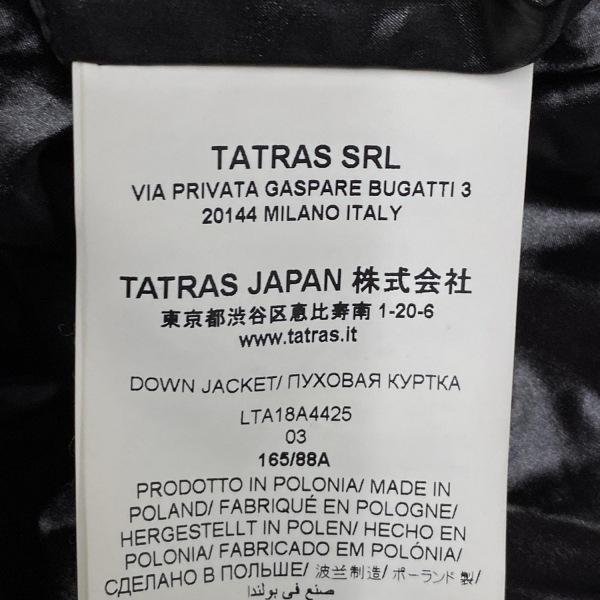 TATRAS SRL
VIA PRIVATA GASPARE BUGATTI 3
20144 MILANO ITALY
TATRAS JAPAN 株式会社
東京都渋谷区恵比寿南 1-20-6
www.tatras.it
DOWN JACKET/ ПУХОВАЯ КУРТКА
LTA18A4425
03
165/88A
PRODOTTO IN POLONIA/ MADE IN
POLAND/ FABRIQUÉ EN POLOGNE/
HERGESTELLT IN POLEN/ HECHO EN
POLONIA/ FABRICADO EM POLÓNIA/
СДЕЛАНО В ПОЛЬШЕ/ 波兰制造/ ポーランド製/
صنع في بولندا